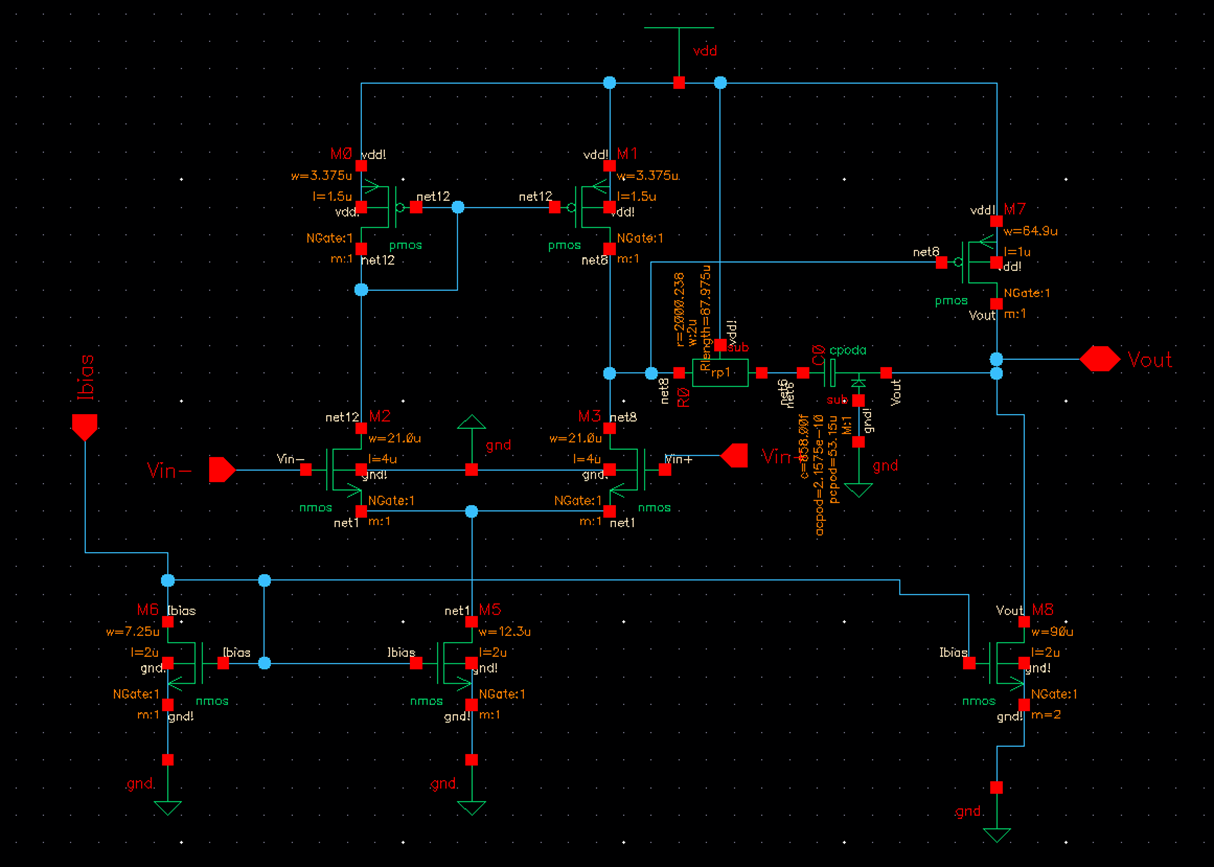 vdd
M0
vdd!
w=3.375u
l=1.5u
vdd!
net12
NGate:1
pmos
m:1
net12
vdd!
M1
w=3.375u
l=1.5u
net12
vdd!
NGate:1
pmos
net8
m:1
vdd!
M7
w=64.9u
l=1u
net8
vdd!
NGate:1
pmos
Vout
m:1
r=2000.238
w:2u
Rlength=87.975u
vdd!
sub
rp1
net8
R0
net6
net6
C0
cpoda
Vout
sub
M:1
gnd!
c=858.00f
acpod=2.1575e-10
pcpod=53.15u
gnd
Vout
Ibias
net12
M2
w=21.0u
Vin-
Vin-
l=4u
gnd!
NGate:1
nmos
net1
m:1
gnd
M3
net8
w=21.0u
l=4u
gnd!
Vin+
NGate:1
nmos
m:1
net1
M6
Ibias
w=7.25u
l=2u
gnd!
Ibias
NGate:1
nmos
m:1
gnd!
gnd
net1
M5
w=12.3u
Ibias
l=2u
gnd!
NGate:1
nmos
gnd!
m:1
gnd
Vout
M8
w=90u
Ibias
l=2u
gnd!
NGate:1
nmos
gnd!
m=2
gnd